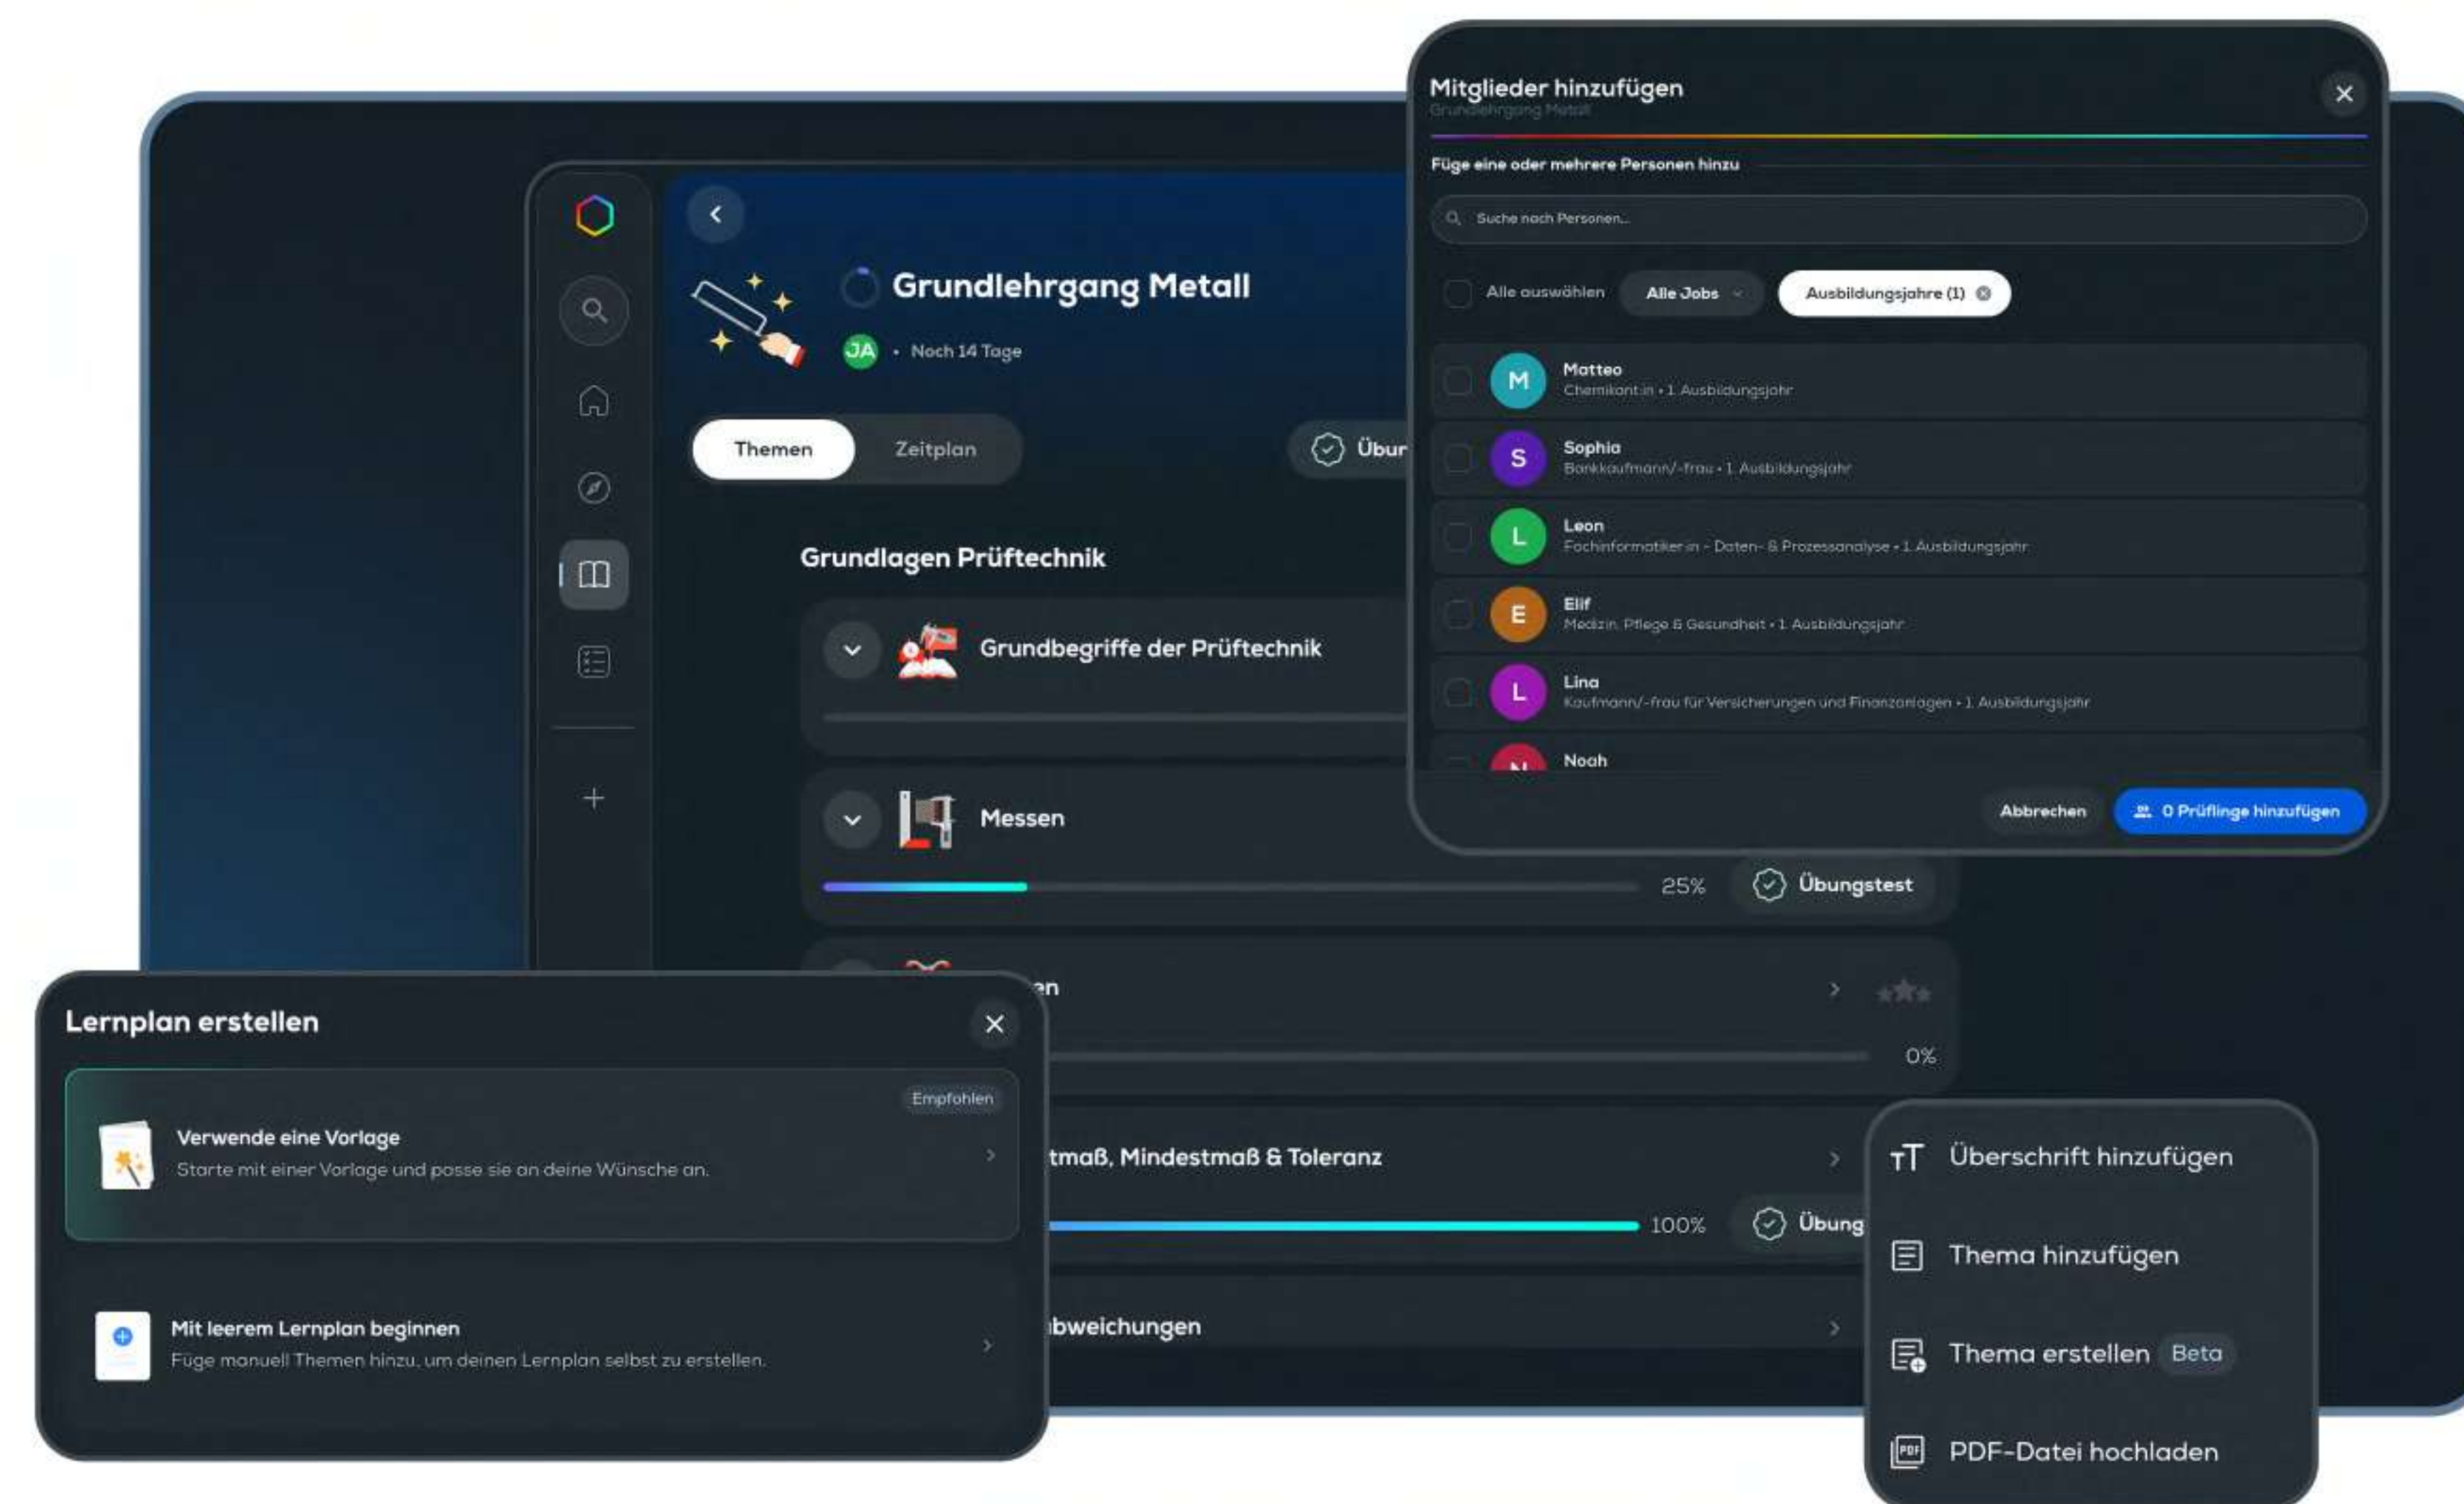 Mitglieder hinzufügen
Grundlehrgang Metall
Füge eine oder mehrere Personen hinzu
Suche nach Personen...
Alle auswählen
Alle Jobs
Ausbildungsjahre (1)
M
Matteo
Chemikant:in • 1. Ausbildungsjahr
S
Sophia
Bankkaufmann/-frau • 1. Ausbildungsjahr
L
Leon
Fachinformatiker:in - Daten- & Prozessanalyse • 1. Ausbildungsjahr
E
Elif
Medizin, Pflege & Gesundheit • 1. Ausbildungsjahr
L
Lina
Kaufmann/-frau für Versicherungen und Finanzanlagen • 1. Ausbildungsjahr
Noah
Abbrechen
0 Prüflinge hinzufügen
Grundlehrgang Metall
JA • Noch 14 Tage
Themen
Zeitplan
Übun
Grundlagen Prüftechnik
Grundbegriffe der Prüftechnik
Messen
25%
Übungstest
en
0%
tmaß, Mindestmaß & Toleranz
100%
Übung
bweichungen
Lernplan erstellen
Empfohlen
Verwende eine Vorlage
Starte mit einer Vorlage und passe sie an deine Wünsche an.
Mit leerem Lernplan beginnen
Füge manuell Themen hinzu, um deinen Lernplan selbst zu erstellen.
TT Überschrift hinzufügen
Thema hinzufügen
Thema erstellen Beta
PDF PDF-Datei hochladen